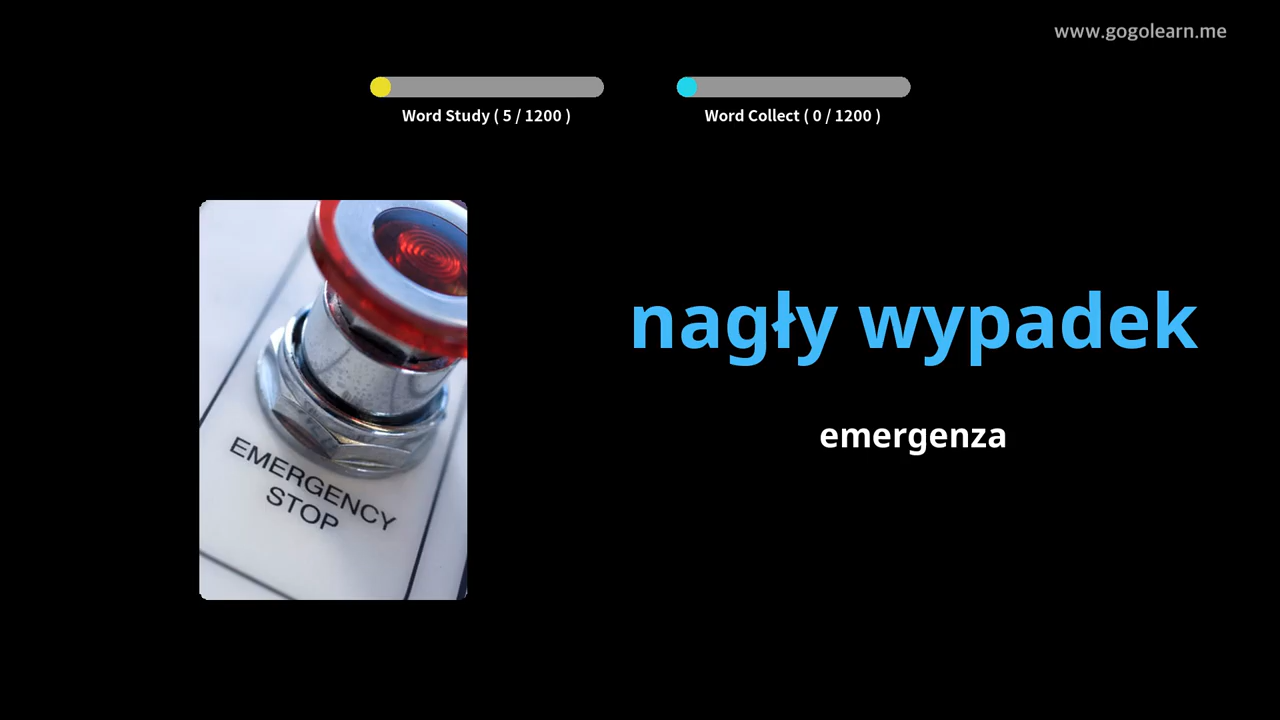 www.gogolearn.me
Word Study ( 5 / 1200 )
Word Collect ( 0 / 1200 )
nagły wypadek
emergenza
EMERGENCY
STOP